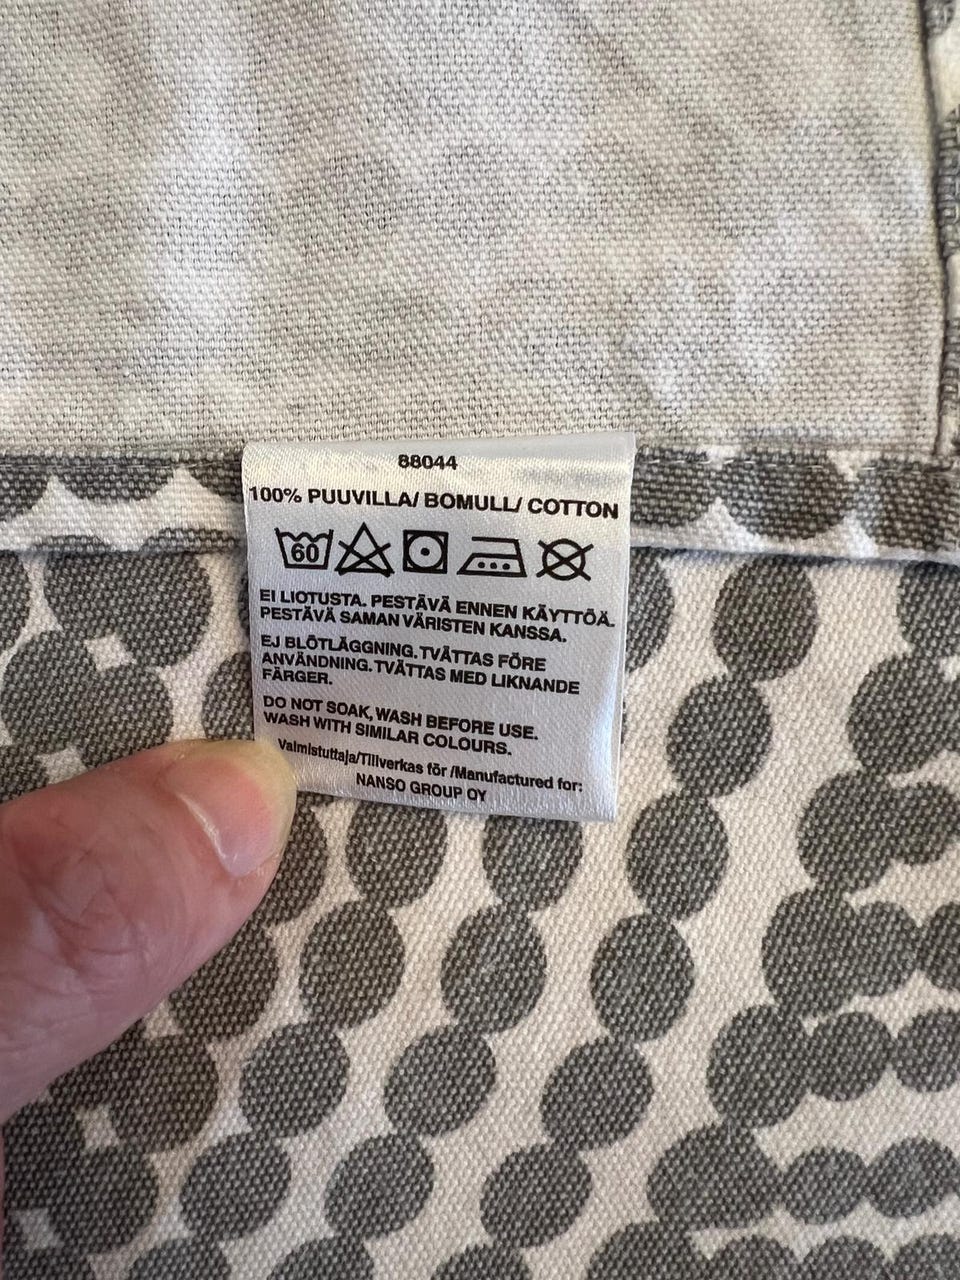 88044
100% PUUVILLA/ BOMULL/ COTTON
60
EI LIOTUSTA. PESTÄVÄ ENNEN KÄYTTÖÄ.
PESTÄVÄ SAMAN VÄRISTEN KANSSA.
EJ BLÖTLÄGGNING. TVÄTTAS FÖRE
ANVÄNDNING. TVÄTTAS MED LIKNANDE
FÄRGER.
DO NOT SOAK, WASH BEFORE USE.
WASH WITH SIMILAR COLOURS.
Valmistuttaja/Tillverkas för /Manufactured for:
NANSO GROUP OY